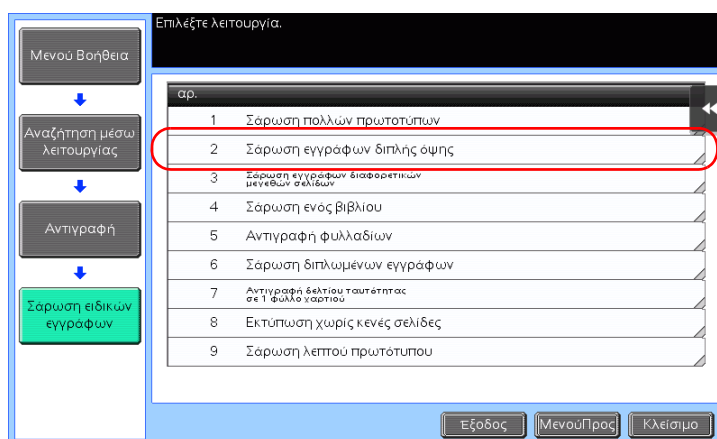 Επιλέξτε λειτουργία.
Μενού Βοήθεια
Αναζήτηση μέσω
λειτουργίας
Αντιγραφή
Σάρωση ειδικών
εγγράφων
αρ.
1 Σάρωση πολλών πρωτοτύπων
2 Σάρωση εγγράφων διπλής όψης
3 Σάρωση εγγράφων διαφορετικών
μεγεθών σελίδων
4 Σάρωση ενός βιβλίου
5 Αντιγραφή φυλλαδίων
6 Σάρωση διπλωμένων εγγράφων
7 Αντιγραφή δελτίου ταυτότητας
σε 1 φύλλο χαρτιού
8 Εκτύπωση χωρίς κενές σελίδες
9 Σάρωση λεπτού πρωτότυπου
Έξοδος ΜενούΠρος Κλείσιμο